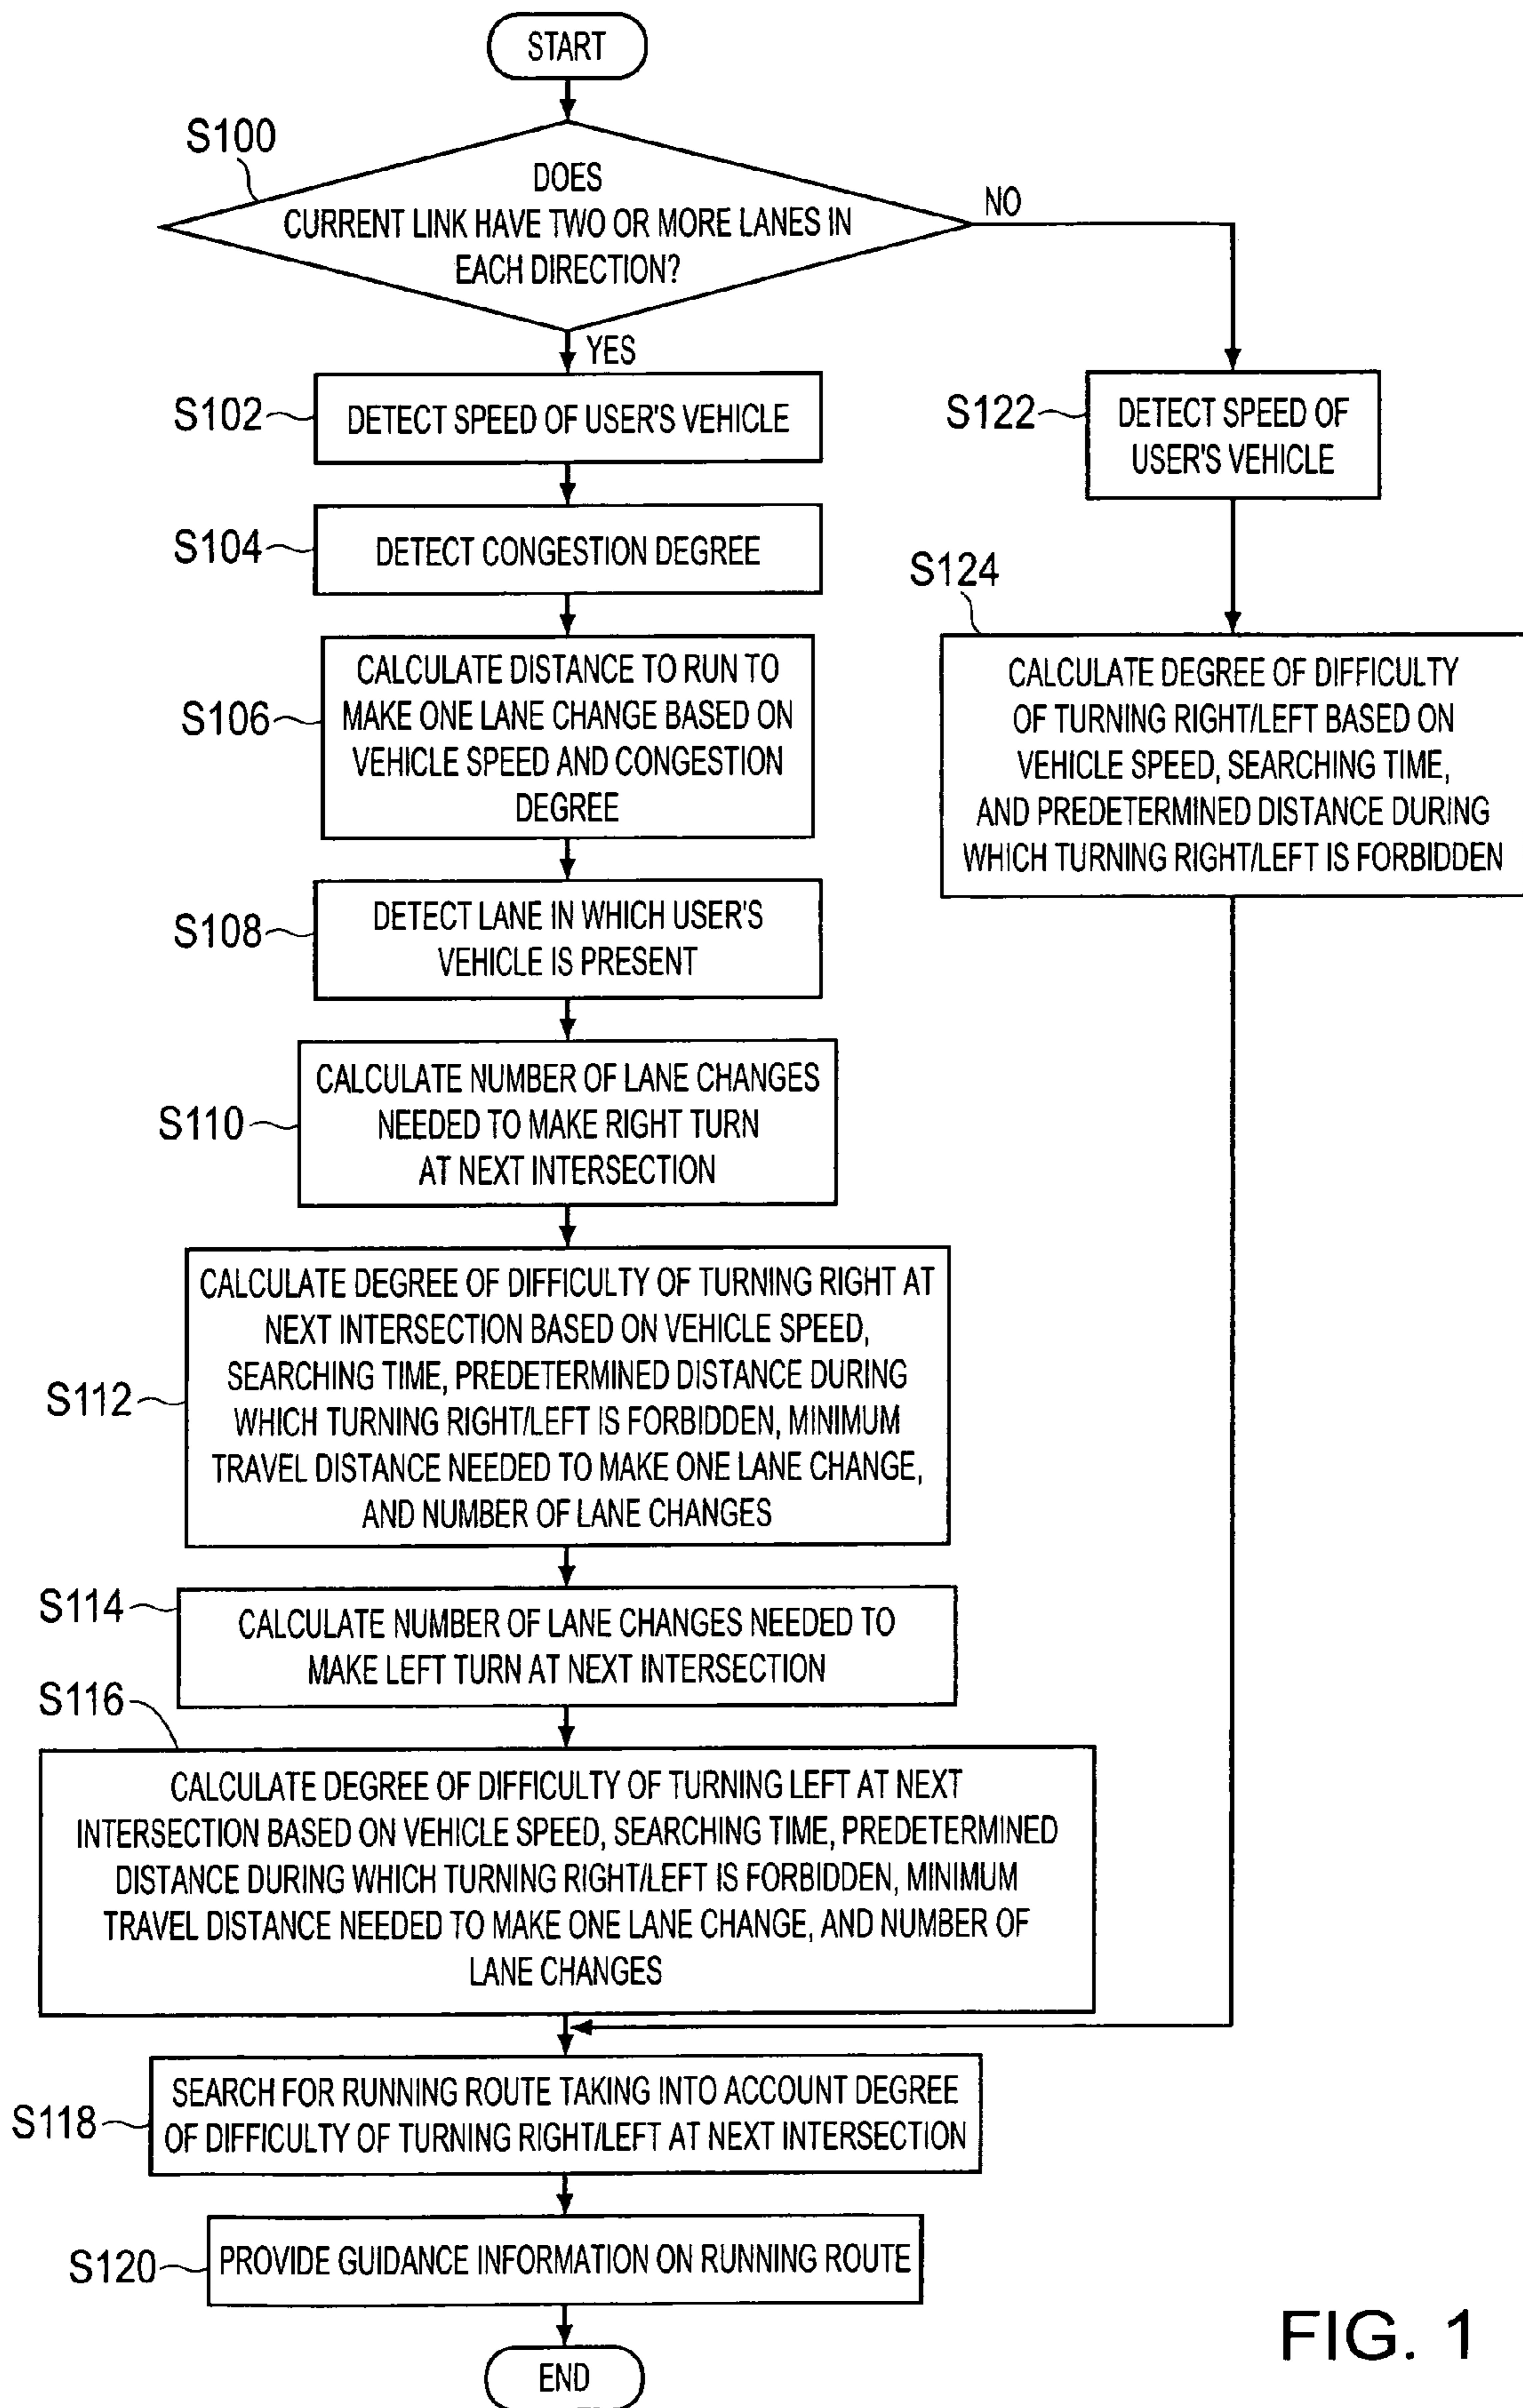 START
S100
DOES
CURRENT LINK HAVE TWO OR MORE LANES IN
EACH DIRECTION?
NO
YES
S102
DETECT SPEED OF USER'S VEHICLE
S122
DETECT SPEED OF
USER'S VEHICLE
S104
DETECT CONGESTION DEGREE
S124
CALCULATE DEGREE OF DIFFICULTY
OF TURNING RIGHT/LEFT BASED ON
VEHICLE SPEED, SEARCHING TIME,
AND PREDETERMINED DISTANCE DURING
WHICH TURNING RIGHT/LEFT IS FORBIDDEN
S106
CALCULATE DISTANCE TO RUN TO
MAKE ONE LANE CHANGE BASED ON
VEHICLE SPEED AND CONGESTION
DEGREE
S108
DETECT LANE IN WHICH USER'S
VEHICLE IS PRESENT
S110
CALCULATE NUMBER OF LANE CHANGES
NEEDED TO MAKE RIGHT TURN
AT NEXT INTERSECTION
S112
CALCULATE DEGREE OF DIFFICULTY OF TURNING RIGHT AT
NEXT INTERSECTION BASED ON VEHICLE SPEED,
SEARCHING TIME, PREDETERMINED DISTANCE DURING
WHICH TURNING RIGHT/LEFT IS FORBIDDEN, MINIMUM
TRAVEL DISTANCE NEEDED TO MAKE ONE LANE CHANGE,
AND NUMBER OF LANE CHANGES
S114
CALCULATE NUMBER OF LANE CHANGES NEEDED TO
MAKE LEFT TURN AT NEXT INTERSECTION
S116
CALCULATE DEGREE OF DIFFICULTY OF TURNING LEFT AT NEXT
INTERSECTION BASED ON VEHICLE SPEED, SEARCHING TIME, PREDETERMINED
DISTANCE DURING WHICH TURNING RIGHT/LEFT IS FORBIDDEN, MINIMUM
TRAVEL DISTANCE NEEDED TO MAKE ONE LANE CHANGE, AND NUMBER OF
LANE CHANGES
S118
SEARCH FOR RUNNING ROUTE TAKING INTO ACCOUNT DEGREE
OF DIFFICULTY OF TURNING RIGHT/LEFT AT NEXT INTERSECTION
S120
PROVIDE GUIDANCE INFORMATION ON RUNNING ROUTE
END
FIG. 1